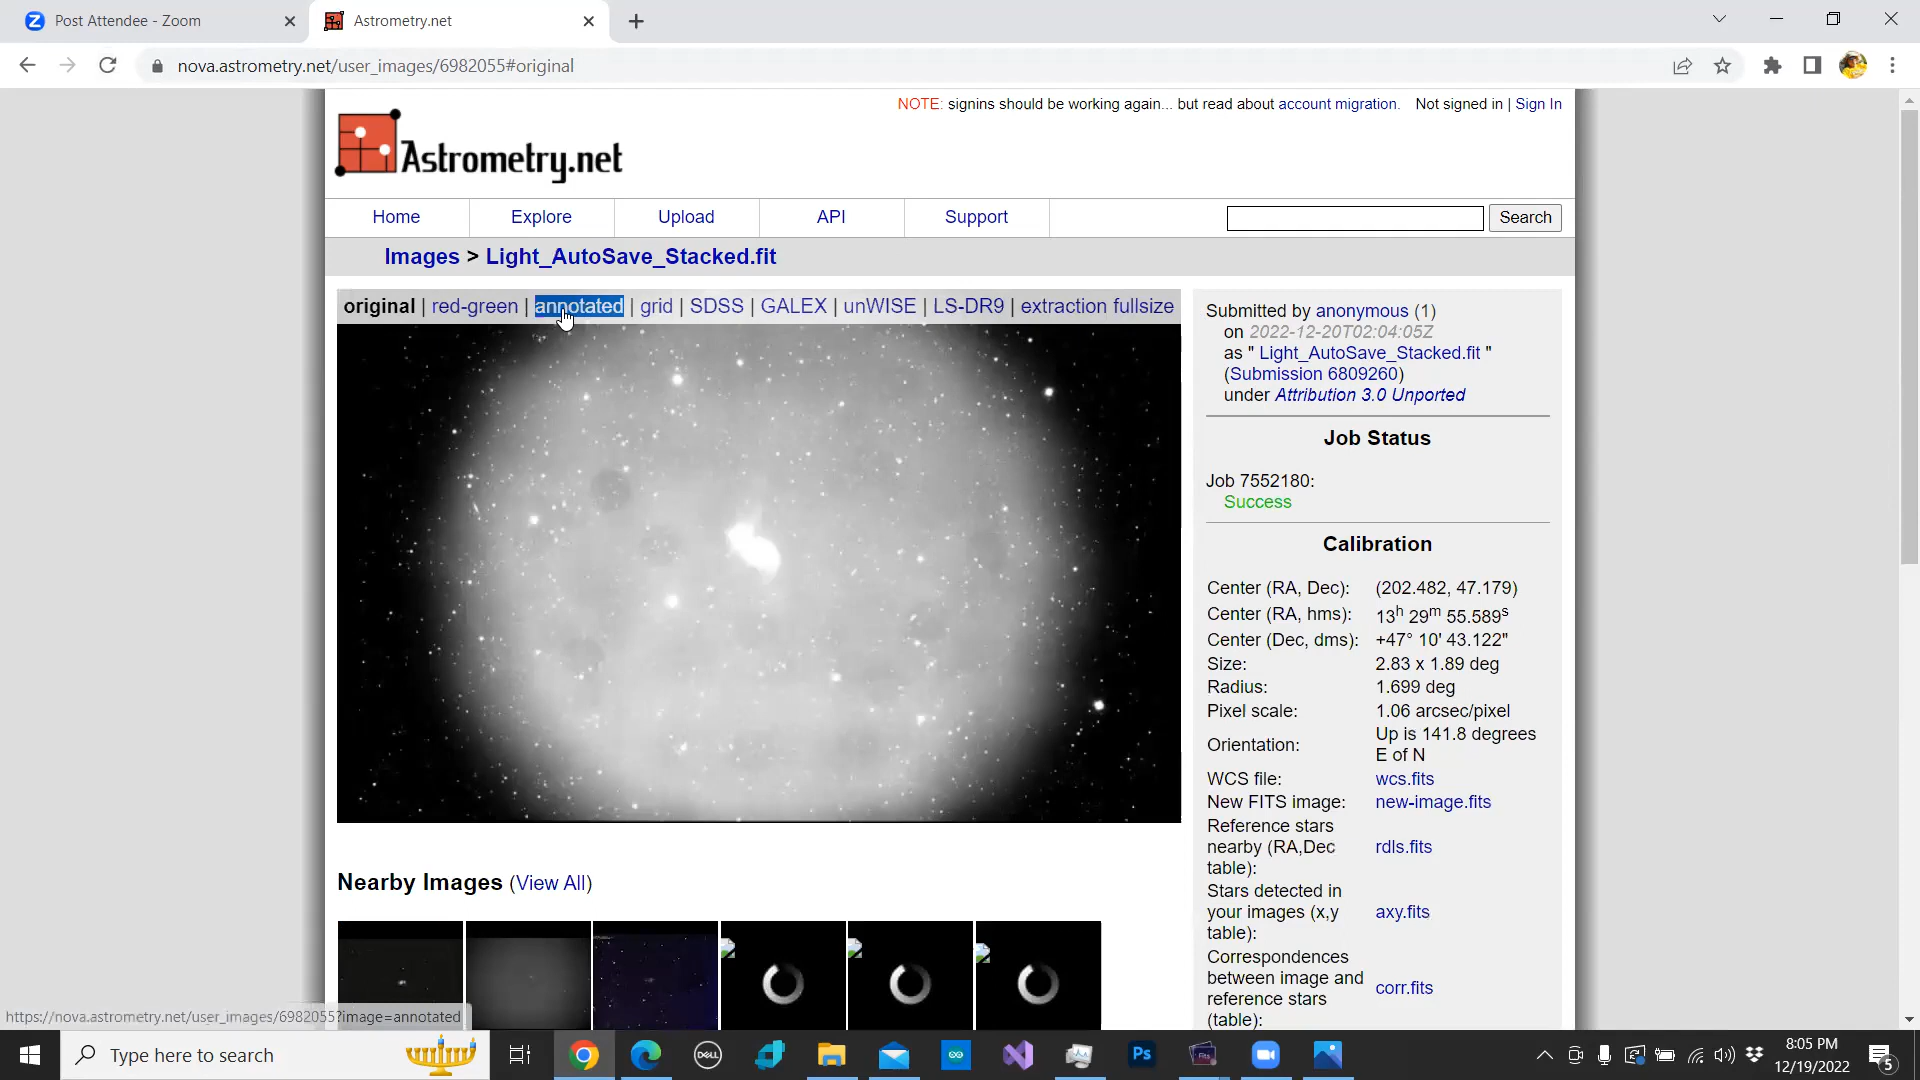 Post Attendee - Zoom
Astrometry.net
nova.astrometry.net/user_images/6982055#original
NOTE: signins should be working again... but read about account migration. Not signed in | Sign In
Astrometry.net
Home
Explore
Upload
API
Support
Search
Images > Light_AutoSave_Stacked.fit
original | red-green | annotated | grid | SDSS | GALEX | unWISE | LS-DR9 | extraction fullsize
Submitted by anonymous (1)
on 2022-12-20T02:04:05Z
as " Light_AutoSave_Stacked.fit "
(Submission 6809260)
under Attribution 3.0 Unported
Job Status
Job 7552180:
Success
Calibration
Center (RA, Dec): (202.482, 47.179)
Center (RA, hms): 13h 29m 55.589s
Center (Dec, dms): +47° 10' 43.122"
Size: 2.83 x 1.89 deg
Radius: 1.699 deg
Pixel scale: 1.06 arcsec/pixel
Orientation: Up is 141.8 degrees
E of N
WCS file: wcs.fits
New FITS image: new-image.fits
Reference stars
nearby (RA,Dec rdls.fits
table):
Stars detected in
your images (x,y axy.fits
table):
Correspondences
between image and
reference stars corr.fits
(table):
Nearby Images (View All)
https://nova.astrometry.net/user_images/6982055?image=annotated
Type here to search
DELL
Ps
Fits
8:05 PM
12/19/2022
5